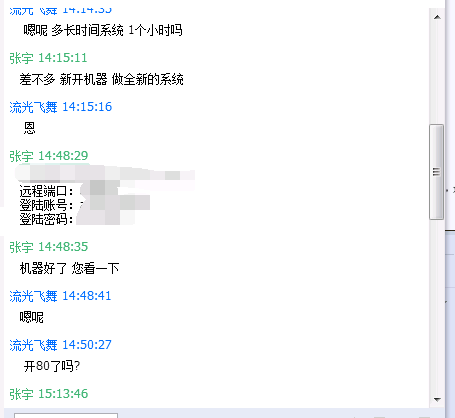 流光飞舞 14:14:35
嗯呢 多长时间系统 1个小时吗
张宇 14:15:11
差不多 新开机器 做全新的系统
流光飞舞 14:15:16
恩
张宇 14:48:29
远程端口：
登陆账号：
登陆密码：
张宇 14:48:35
机器好了 您看一下
流光飞舞 14:48:41
嗯呢
流光飞舞 14:50:27
开80了吗?
张宇 15:13:46